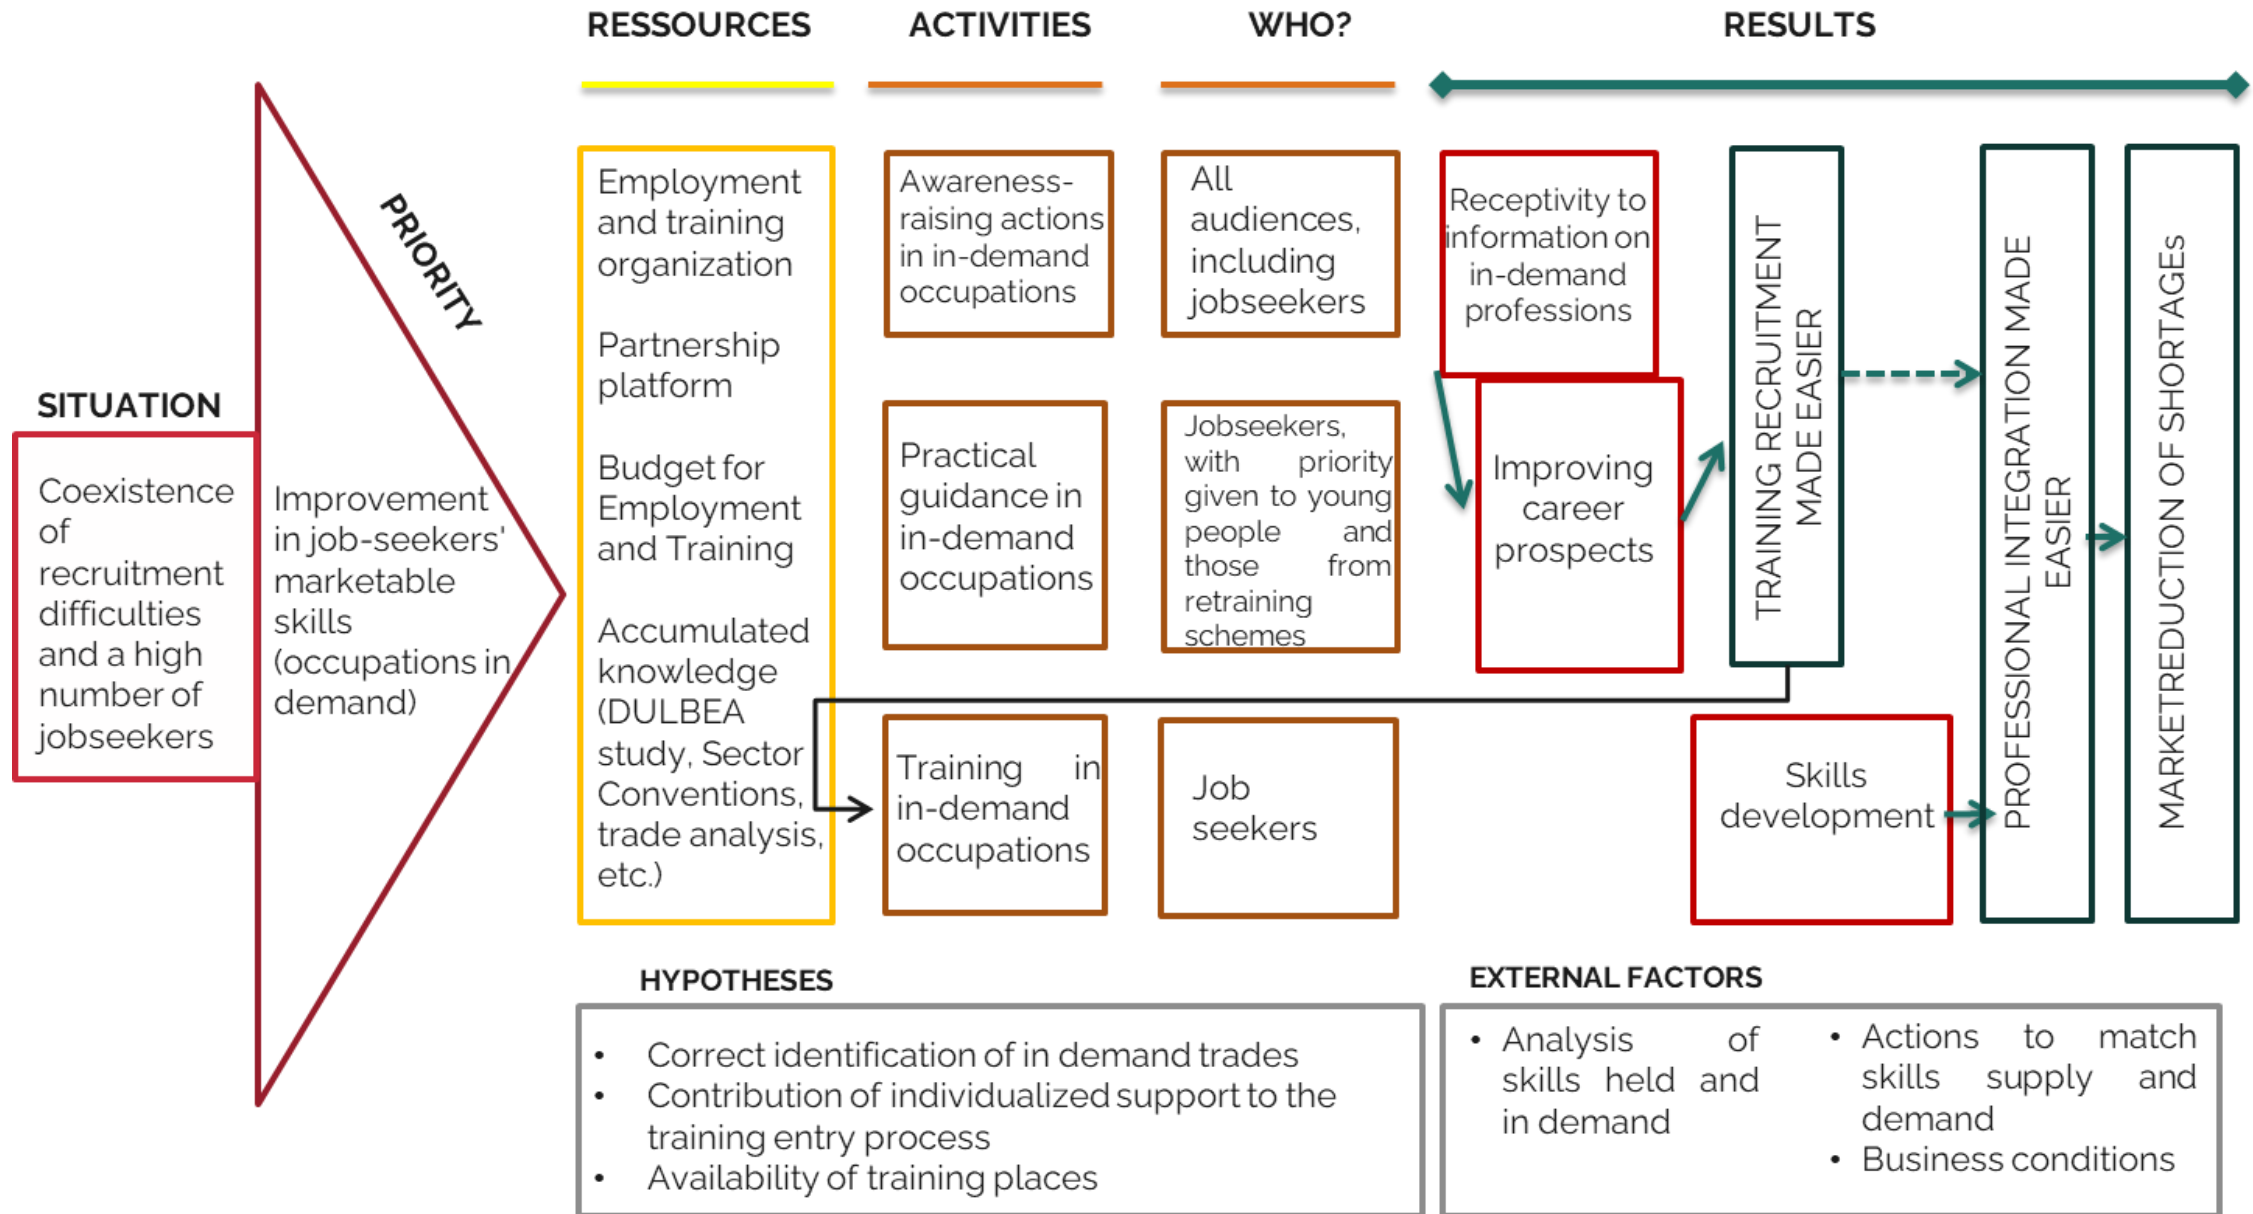 RESSOURCES
ACTIVITIES
WHO?
RESULTS
PRIORITY
SITUATION
Coexistence
of
recruitment
difficulties
and a high
number of
jobseekers
Improvement
in job-seekers'
marketable
skills
(occupations in
demand)
Employment
and training
organization
Partnership
platform
Budget for
Employment
and Training
Accumulated
knowledge
(DULBEA
study, Sector
Conventions,
trade analysis,
etc.)
Awareness-
raising actions
in in-demand
occupations
Practical
guidance in
in-demand
occupations
Training in
in-demand
occupations
All
audiences,
including
jobseekers
Jobseekers,
with priority
given to young
people and
those from
retraining
schemes
Job
seekers
Receptivity to
information on
in-demand
professions
Improving
career
prospects
Skills
development
TRAINING RECRUITMENT
MADE EASIER
PROFESSIONAL INTEGRATION MADE
EASIER
MARKETREDUCTION OF SHORTAGEs
HYPOTHESES
• Correct identification of in demand trades
• Contribution of individualized support to the
training entry process
• Availability of training places
EXTERNAL FACTORS
• Analysis of
skills held and
in demand
• Actions to match
skills supply and
demand
• Business conditions